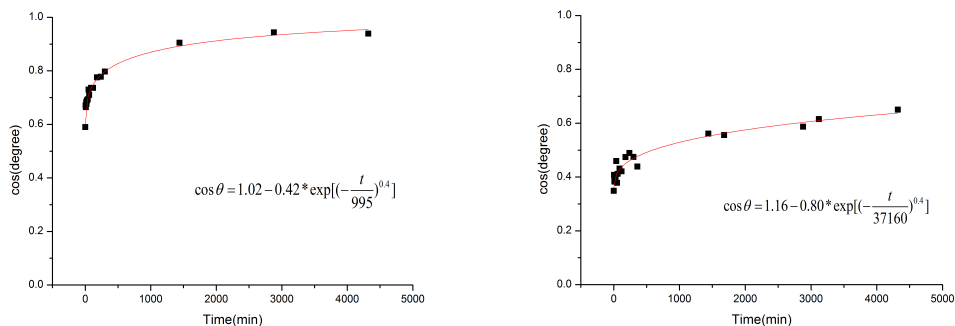 1.0
0.8
0.6
0.4
0.2
0.0
cos(degree)
cos θ = 1.02 − 0.42 * exp[(− t/995)^0.4]
0 1000 2000 3000 4000 5000
Time(min)
1.0
0.8
0.6
0.4
0.2
0.0
cos(degree)
cos θ = 1.16 − 0.80 * exp[(− t/37160)^0.4]
0 1000 2000 3000 4000 5000
Time(min)